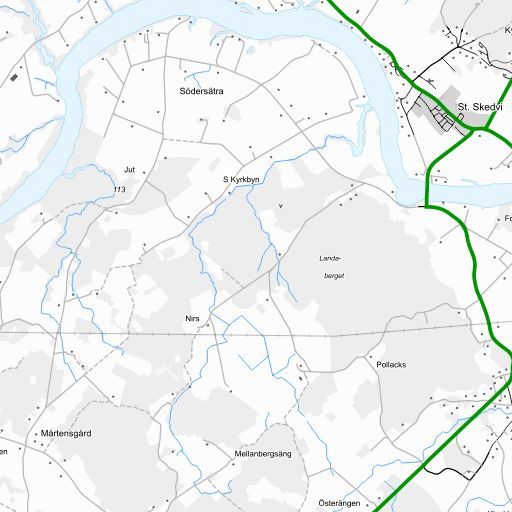 Södersätra
St. Skedvi
Jut
113
S Kyrkbyn
v
Landa-
berget
Nirs
Pollacks
Mårtensgård
Mellanbergsäng
Österängen